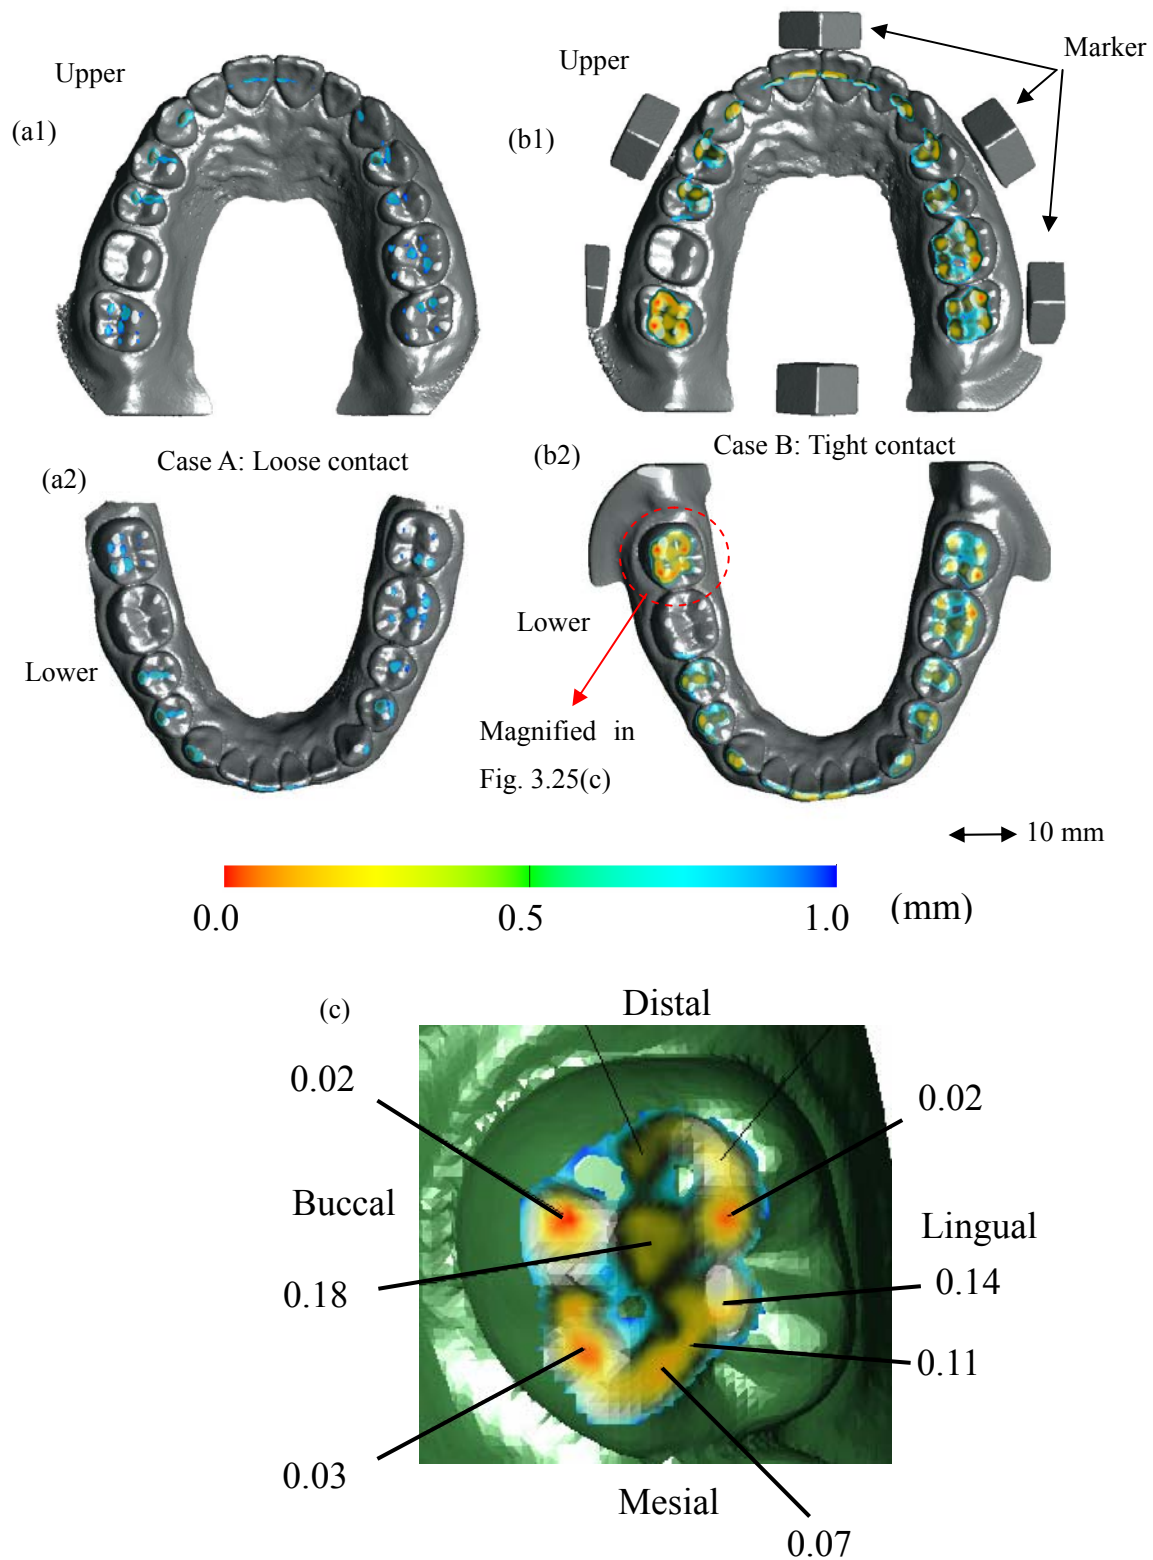 Upper
Upper
Marker
(a1)
(b1)
Case A: Loose contact
Case B: Tight contact
(a2)
(b2)
Lower
Lower
Magnified in
Fig. 3.25(c)
10 mm
0.0
0.5
1.0
(mm)
(c)
Distal
0.02
0.02
Buccal
Lingual
0.18
0.14
0.11
0.03
Mesial
0.07